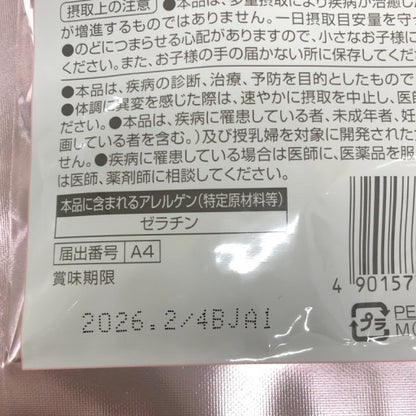 摂取上の注意 ●本品は、多量摂取により疾病が治癒し
が増進するものではありません。一日摂取目安量を守
●のどにつまらせる心配がありますので、小さなお子様に
ください。また、お子様の手の届かない所に保存してくださ
●本品は、疾病の診断、治療、予防を目的としたもので
●体調に異変を感じた際は、速やかに摂取を中止し、医
ださい。●本品は、疾病に罹患している者、未成年者、妊
画している者を含む。)及び授乳婦を対象に開発された
せん。●疾病に罹患している場合は医師に、医薬品を服
は医師、薬剤師に相談してください。
本品に含まれるアレルゲン(特定原材料等)
ゼラチン
届出番号 A4
賞味期限
2026.2/4BJA1
4 90157
プラ
PE
MC